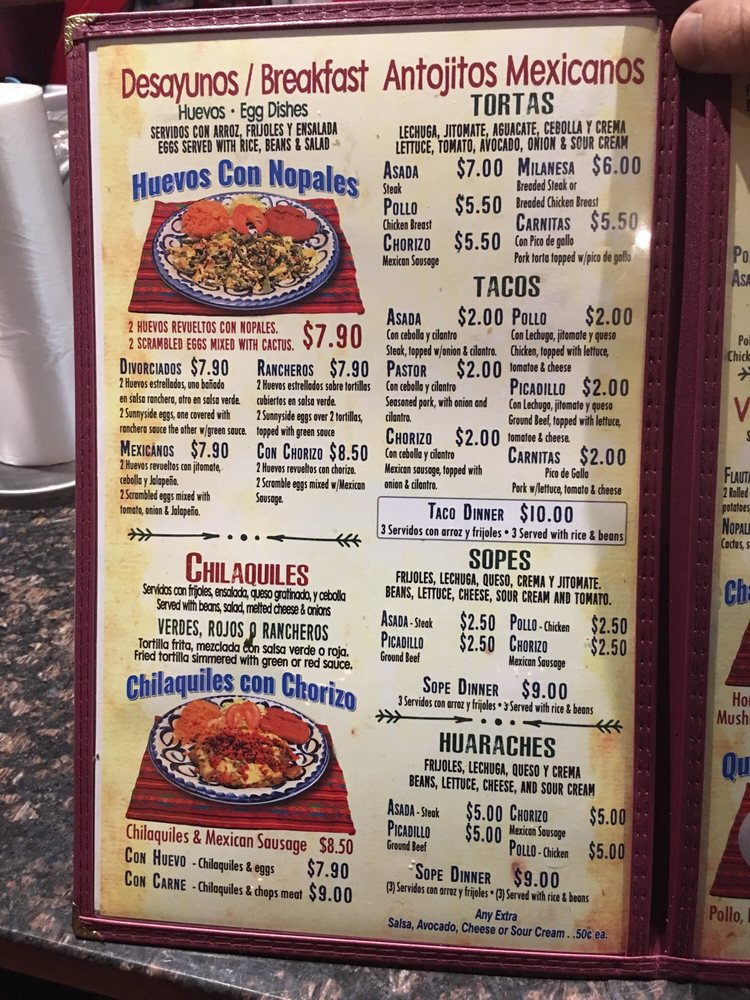 Desayunos / Breakfast
Huevos · Egg Dishes
SERVIDOS CON ARROZ, FRIJOLES Y ENSALADA
EGGS SERVED WITH RICE, BEANS & SALAD
Huevos Con Nopales
2 HUEVOS REVUELTOS CON NOPALES.
2 SCRAMBLED EGGS MIXED WITH CACTUS. $7.90
DIVORCIADOS $7.90
2 Huevos estrellados, uno bañado
en salsa ranchera, otro en salsa verde.
2 Sunnyside eggs, one covered with
ranchera sauce the other w/green sauce.
RANCHEROS $7.90
2 Huevos estrellados sobre tortillas
cubiertos en salsa verde.
2 Sunnyside eggs over 2 tortillas,
topped with green sauce
MEXICANOS $7.90
2 Huevos revueltos con jitomate,
cebolla y Jalapeño.
2 Scrambled eggs mixed with
tomato, onion & Jalapeño.
CON CHORIZO $8.50
2 Huevos revueltos con chorizo.
2 Scramble eggs mixed w/Mexican
Sausage.
CHILAQUILES
Servidos con frijoles, ensalada, queso gratinado, y cebolla
Served with beans, salad, melted cheese & onions
VERDES, ROJOS O RANCHEROS
Tortilla frita, mezclada con salsa verde o roja.
Fried tortilla simmered with green or red sauce.
Chilaquiles con Chorizo
Chilaquiles & Mexican Sausage $8.50
CON HUEVO - Chilaquiles & eggs $7.90
CON CARNE - Chilaquiles & chops meat $9.00
Antojitos Mexicanos
TORTAS
LECHUGA, JITOMATE, AGUACATE, CEBOLLA Y CREMA
LETTUCE, TOMATO, AVOCADO, ONION & SOUR CREAM
ASADA $7.00
Steak
POLLO $5.50
Chicken Breast
CHORIZO $5.50
Mexican Sausage
MILANESA $6.00
Breaded Steak or
Breaded Chicken Breast
CARNITAS $5.50
Con Pico de gallo
Pork torta topped w/pico de gallo
TACOS
ASADA $2.00
Con cebolla y cilantro
Steak, topped w/onion & cilantro.
PASTOR $2.00
Con cebolla y cilantro
Seasoned pork, with onion and
cilantro.
CHORIZO $2.00
Con cebolla y cilantro
Mexican sausage, topped with
onion & cilantro.
POLLO $2.00
Con Lechuga, jitomate y queso
Chicken, topped with lettuce,
tomatoe & cheese
PICADILLO $2.00
Con Lechuga, jitomate y queso
Ground Beef, topped with lettuce,
tomatoe & cheese.
CARNITAS $2.00
Pico de Gallo
Pork w/lettuce, tomato & cheese
TACO DINNER $10.00
3 Servidos con arroz y frijoles • 3 Served with rice & beans
SOPES
FRIJOLES, LECHUGA, QUESO, CREMA Y JITOMATE.
BEANS, LETTUCE, CHEESE, SOUR CREAM AND TOMATO.
ASADA - Steak $2.50
PICADILLO $2.50
Ground Beef
POLLO - Chicken $2.50
CHORIZO $2.50
Mexican Sausage
SOPE DINNER $9.00
3 Servidos con arroz y frijoles • 3 Served with rice & beans
HUARACHES
FRIJOLES, LECHUGA, QUESO Y CREMA
BEANS, LETTUCE, CHEESE, AND SOUR CREAM
ASADA - Steak $5.00
PICADILLO $5.00
Ground Beef
CHORIZO $5.00
Mexican Sausage
POLLO - Chicken $5.00
SOPE DINNER $9.00
(3) Servidos con arroz y frijoles • (3) Served with rice & beans
Any Extra
Salsa, Avocado, Cheese or Sour Cream . .50¢ ea.
2 Rolled
Pollo,